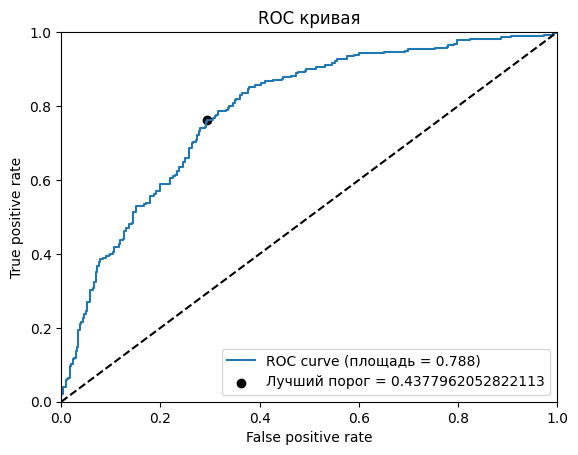 ROC кривая
1.0
0.8
0.6
0.4
0.2
0.0
True positive rate
ROC curve (площадь = 0.788)
Лучший порог = 0.4377962052822113
0.0 0.2 0.4 0.6 0.8 1.0
False positive rate